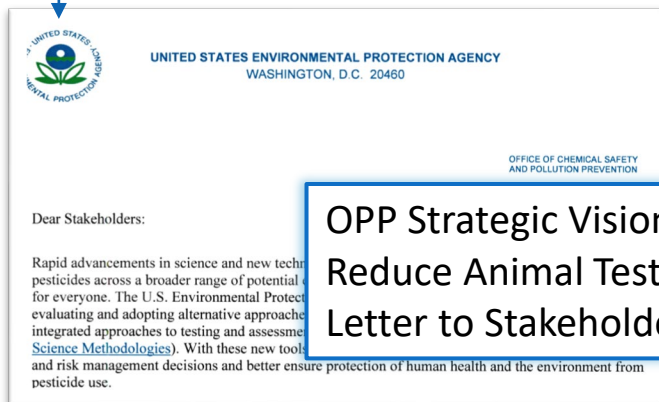 UNITED STATES
MENTAL PROTECTION AGENCY
UNITED STATES ENVIRONMENTAL PROTECTION AGENCY
WASHINGTON, D.C. 20460
OFFICE OF CHEMICAL SAFETY
AND POLLUTION PREVENTION
Dear Stakeholders:
OPP Strategic Vision
Reduce Animal Test
Letter to Stakehold
Rapid advancements in science and new techn
pesticides across a broader range of potential
for everyone. The U.S. Environmental Protect
evaluating and adopting alternative approache
integrated approaches to testing and assessme
Science Methodologies). With these new tools
and risk management decisions and better ensure protection of human health and the environment from
pesticide use.